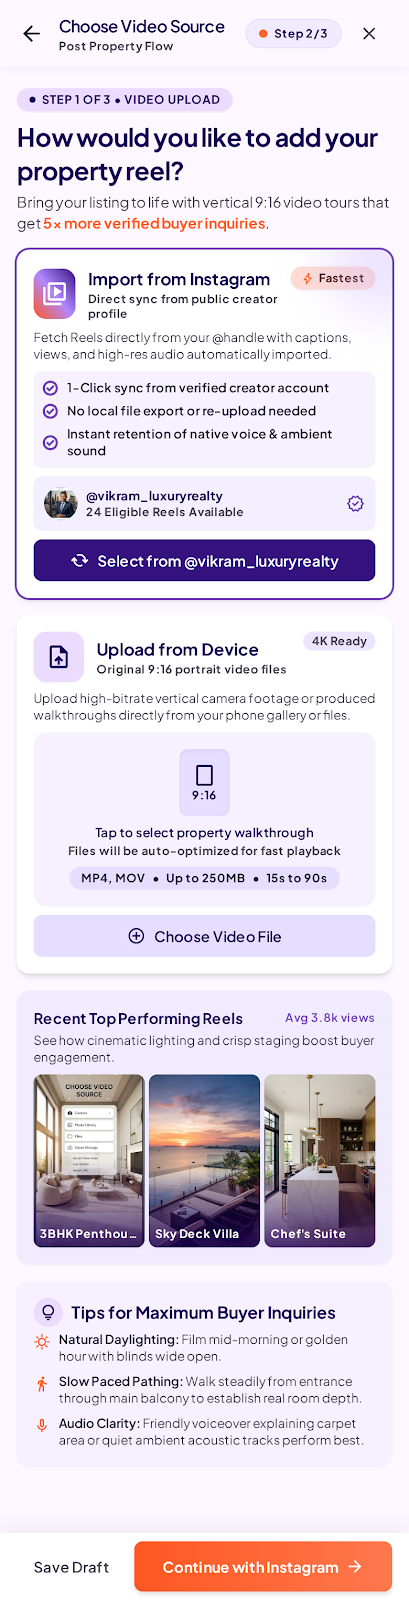 Choose Video Source
Post Property Flow
Step 2/3
STEP 1 OF 3 • VIDEO UPLOAD
How would you like to add your
property reel?
Bring your listing to life with vertical 9:16 video tours that
get 5x more verified buyer inquiries.
Import from Instagram
Fastest
Direct sync from public creator
profile
Fetch Reels directly from your @handle with captions,
views, and high-res audio automatically imported.
1-Click sync from verified creator account
No local file export or re-upload needed
Instant retention of native voice & ambient
sound
@vikram_luxuryrealty
24 Eligible Reels Available
Select from @vikram_luxuryrealty
Upload from Device
4K Ready
Original 9:16 portrait video files
Upload high-bitrate vertical camera footage or produced
walkthroughs directly from your phone gallery or files.
9:16
Tap to select property walkthrough
Files will be auto-optimized for fast playback
MP4, MOV • Up to 250MB • 15s to 90s
Choose Video File
Recent Top Performing Reels
Avg 3.8k views
See how cinematic lighting and crisp staging boost buyer
engagement.
CHOOSE VIDEO
SOURCE
Camera
Photo Library
Files
Cloud Storage
3BHK Penthou...
Sky Deck Villa
Chef's Suite
Tips for Maximum Buyer Inquiries
Natural Daylighting: Film mid-morning or golden
hour with blinds wide open.
Slow Paced Pathing: Walk steadily from entrance
through main balcony to establish real room depth.
Audio Clarity: Friendly voiceover explaining carpet
area or quiet ambient acoustic tracks perform best.
Save Draft
Continue with Instagram